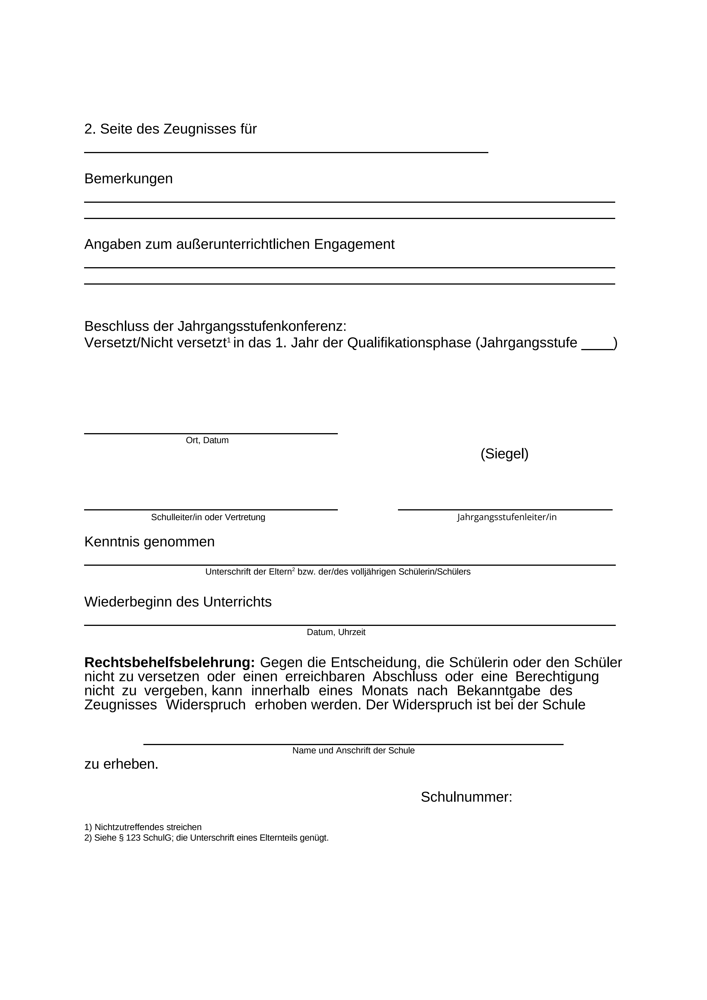 2. Seite des Zeugnisses für
Bemerkungen
Angaben zum außerunterrichtlichen Engagement
Beschluss der Jahrgangsstufenkonferenz:
Versetzt/Nicht versetzt1 in das 1. Jahr der Qualifikationsphase (Jahrgangsstufe ____)
Ort, Datum
(Siegel)
Schulleiter/in oder Vertretung
Jahrgangsstufenleiter/in
Kenntnis genommen
Unterschrift der Eltern2 bzw. der/des volljährigen Schülerin/Schülers
Wiederbeginn des Unterrichts
Datum, Uhrzeit
Rechtsbehelfsbelehrung: Gegen die Entscheidung, die Schülerin oder den Schüler
nicht zu versetzen oder einen erreichbaren Abschluss oder eine Berechtigung
nicht zu vergeben, kann innerhalb eines Monats nach Bekanntgabe des
Zeugnisses Widerspruch erhoben werden. Der Widerspruch ist bei der Schule
Name und Anschrift der Schule
zu erheben.
Schulnummer:
1) Nichtzutreffendes streichen
2) Siehe § 123 SchulG; die Unterschrift eines Elternteils genügt.